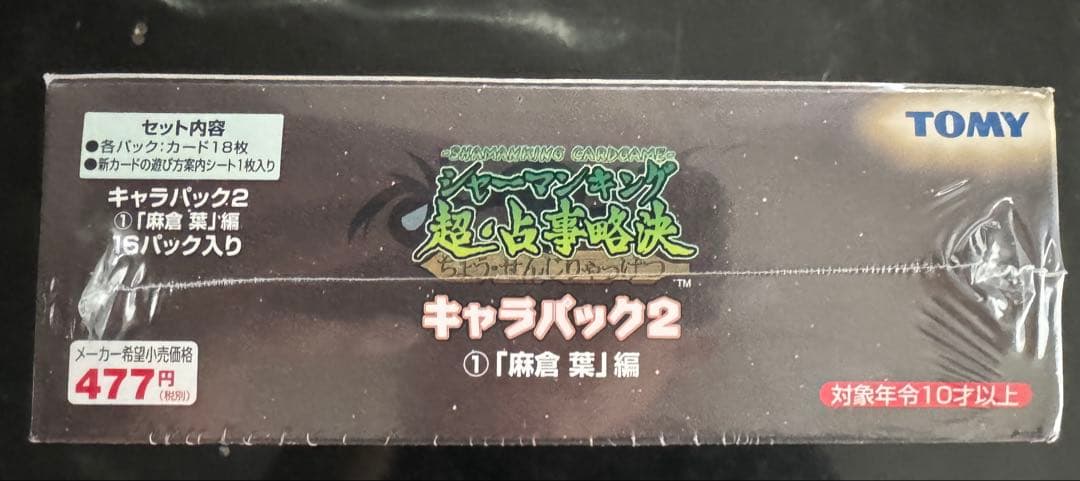 セット内容
●各パック:カード18枚
●新カードの遊び方案内シート1枚入り
キャラパック2
①「麻倉 葉」編
16パック入り
メーカー希望小売価格
477円
(税別)
-SHAMANKING CARDGAME-
シャーマンキング
超・占事略決
ちょう・せんじりゃっけつ
TM
キャラパック2
①「麻倉 葉」編
TOMY
対象年令10才以上